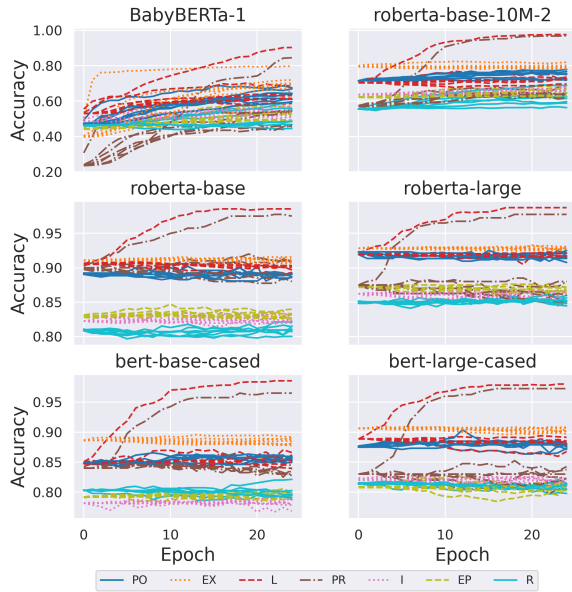 BabyBERTa-1
roberta-base-10M-2
1.00
0.80
0.60
0.40
0.20
Accuracy
roberta-base
roberta-large
0.95
0.90
0.85
0.80
Accuracy
bert-base-cased
bert-large-cased
0.95
0.90
0.85
0.80
Accuracy
0 10 20
0 10 20
Epoch
Epoch
PO EX L PR I EP R